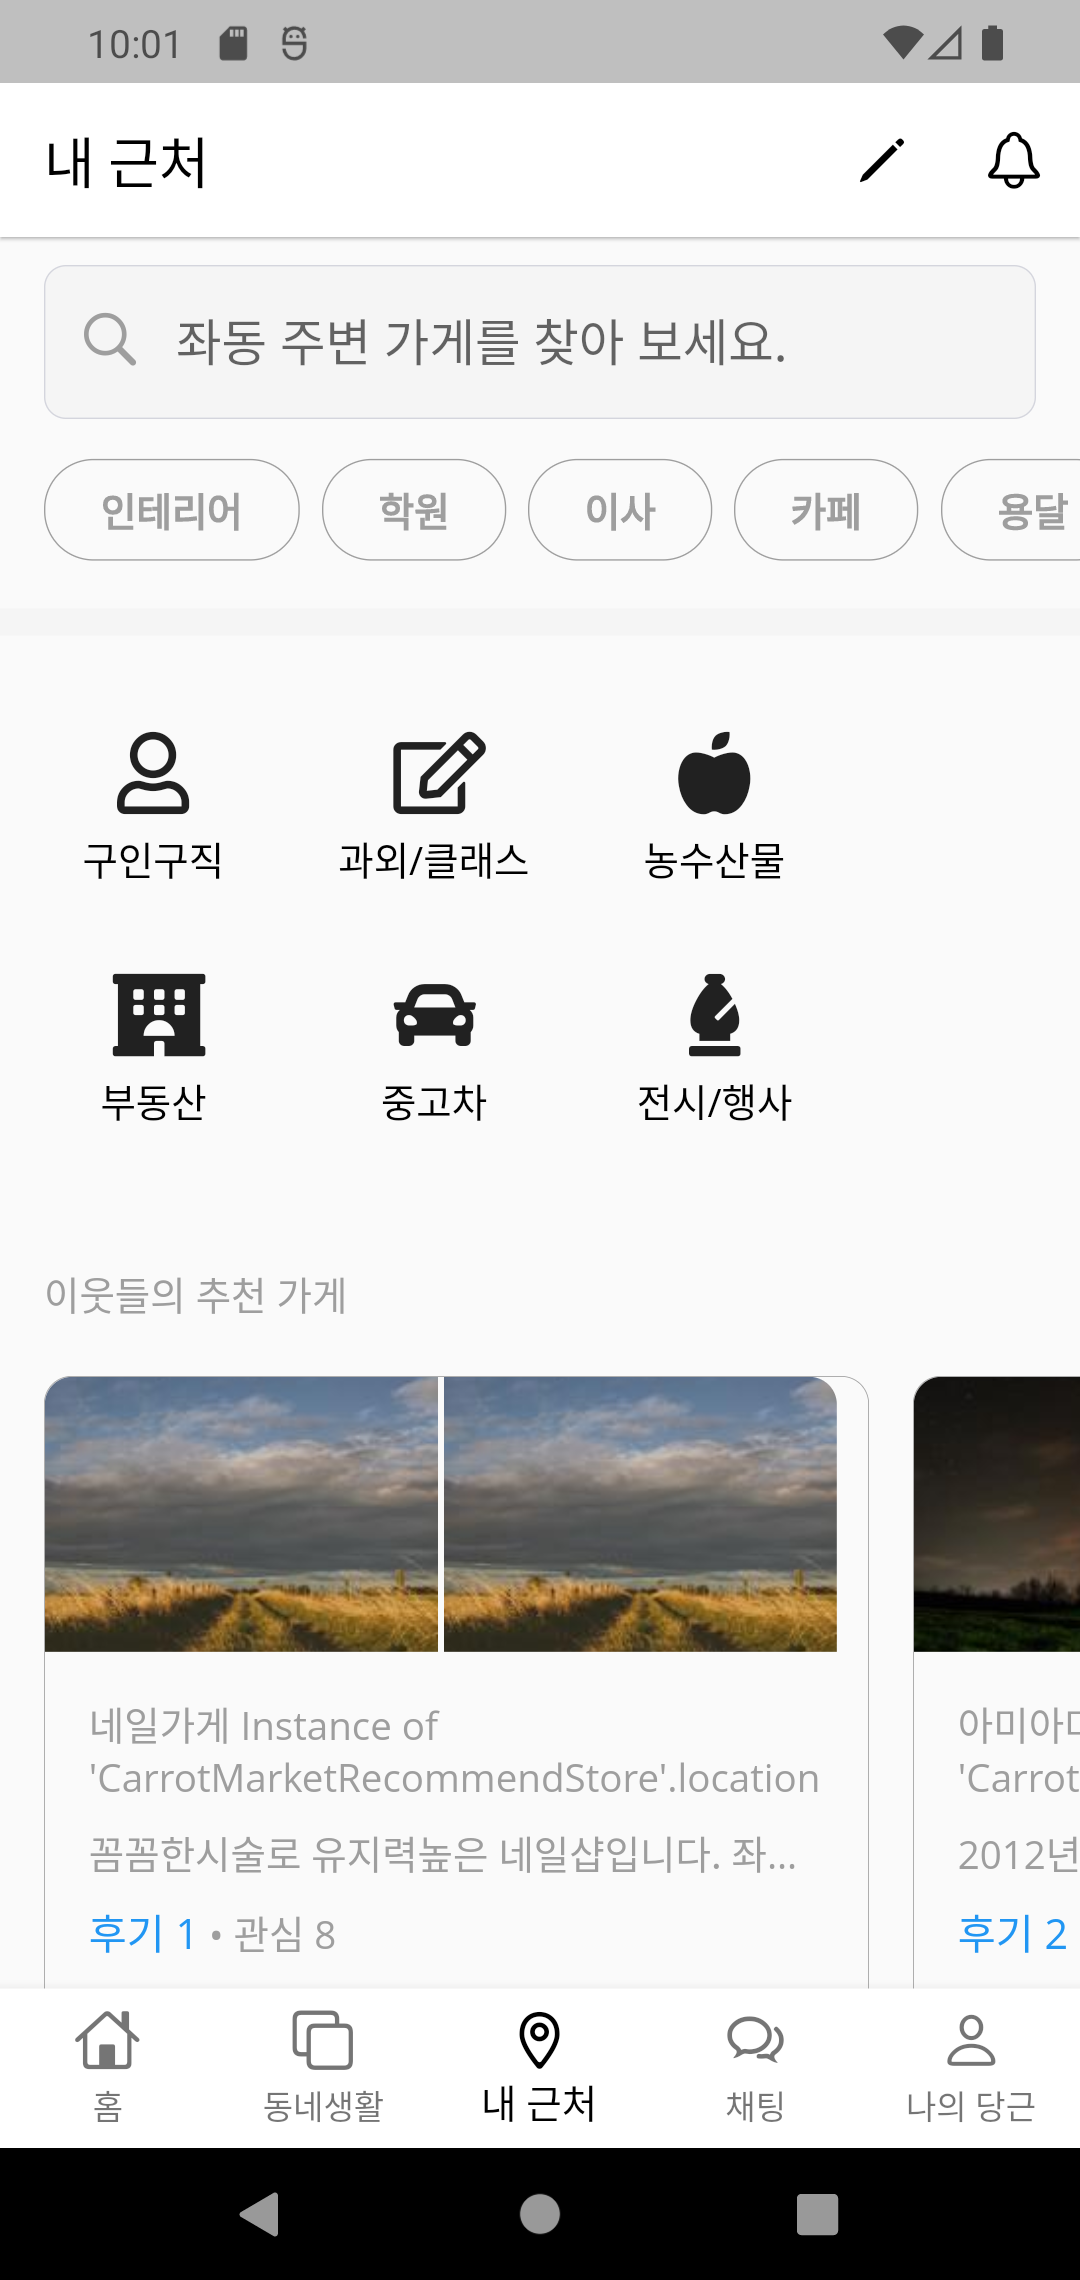 10:01
내 근처
좌동 주변 가게를 찾아 보세요.
인테리어 학원 이사 카페 용달
구인구직 과외/클래스 농수산물
부동산 중고차 전시/행사
이웃들의 추천 가게
네일가게 Instance of
'CarrotMarketRecommendStore'.location
꼼꼼한시술로 유지력높은 네일샵입니다. 좌...
후기 1 • 관심 8
아미아
'Carrot
2012년
후기 2
홈 동네생활 내 근처 채팅 나의 당근